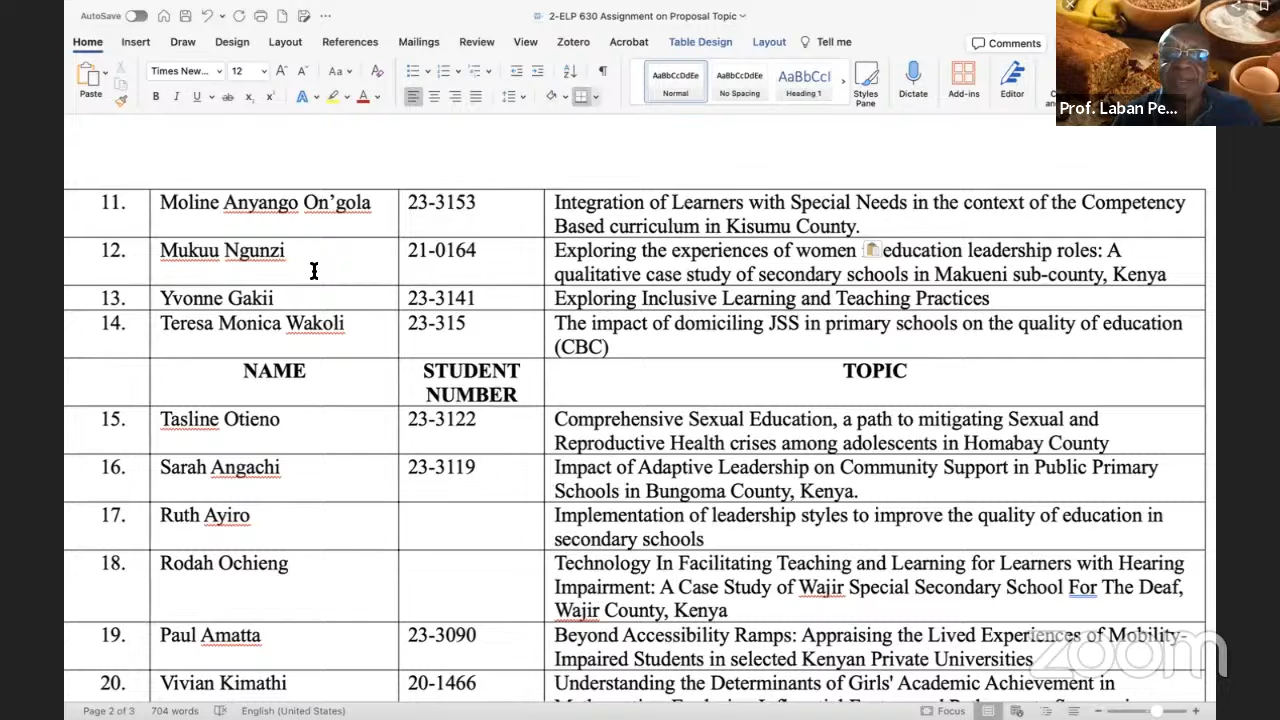 AutoSave
2-ELP 630 Assignment on Proposal Topic
Home Insert Draw Design Layout References Mailings Review View Zotero Acrobat Table Design Layout Tell me
Comments
Paste
Times New... 12
AaBbCcDdEe
Normal
AaBbCcDdEe
No Spacing
AaBbCcI
Heading 1
Styles
Pane
Dictate
Add-ins
Editor
Prof. Laban Pe...
11. Moline Anyango On’gola 23-3153 Integration of Learners with Special Needs in the context of the Competency
Based curriculum in Kisumu County.
12. Mukuu Ngunzi 21-0164 Exploring the experiences of women education leadership roles: A
qualitative case study of secondary schools in Makueni sub-county, Kenya
13. Yvonne Gakii 23-3141 Exploring Inclusive Learning and Teaching Practices
14. Teresa Monica Wakoli 23-315 The impact of domiciling JSS in primary schools on the quality of education
(CBC)
NAME STUDENT TOPIC
NUMBER
15. Tasline Otieno 23-3122 Comprehensive Sexual Education, a path to mitigating Sexual and
Reproductive Health crises among adolescents in Homabay County
16. Sarah Angachi 23-3119 Impact of Adaptive Leadership on Community Support in Public Primary
Schools in Bungoma County, Kenya.
17. Ruth Ayiro Implementation of leadership styles to improve the quality of education in
secondary schools
18. Rodah Ochieng Technology In Facilitating Teaching and Learning for Learners with Hearing
Impairment: A Case Study of Wajir Special Secondary School For The Deaf,
Wajir County, Kenya
19. Paul Amatta 23-3090 Beyond Accessibility Ramps: Appraising the Lived Experiences of Mobility-
Impaired Students in selected Kenyan Private Universities
20. Vivian Kimathi 20-1466 Understanding the Determinants of Girls' Academic Achievement in
zoom
Page 2 of 3 704 words English (United States) Focus